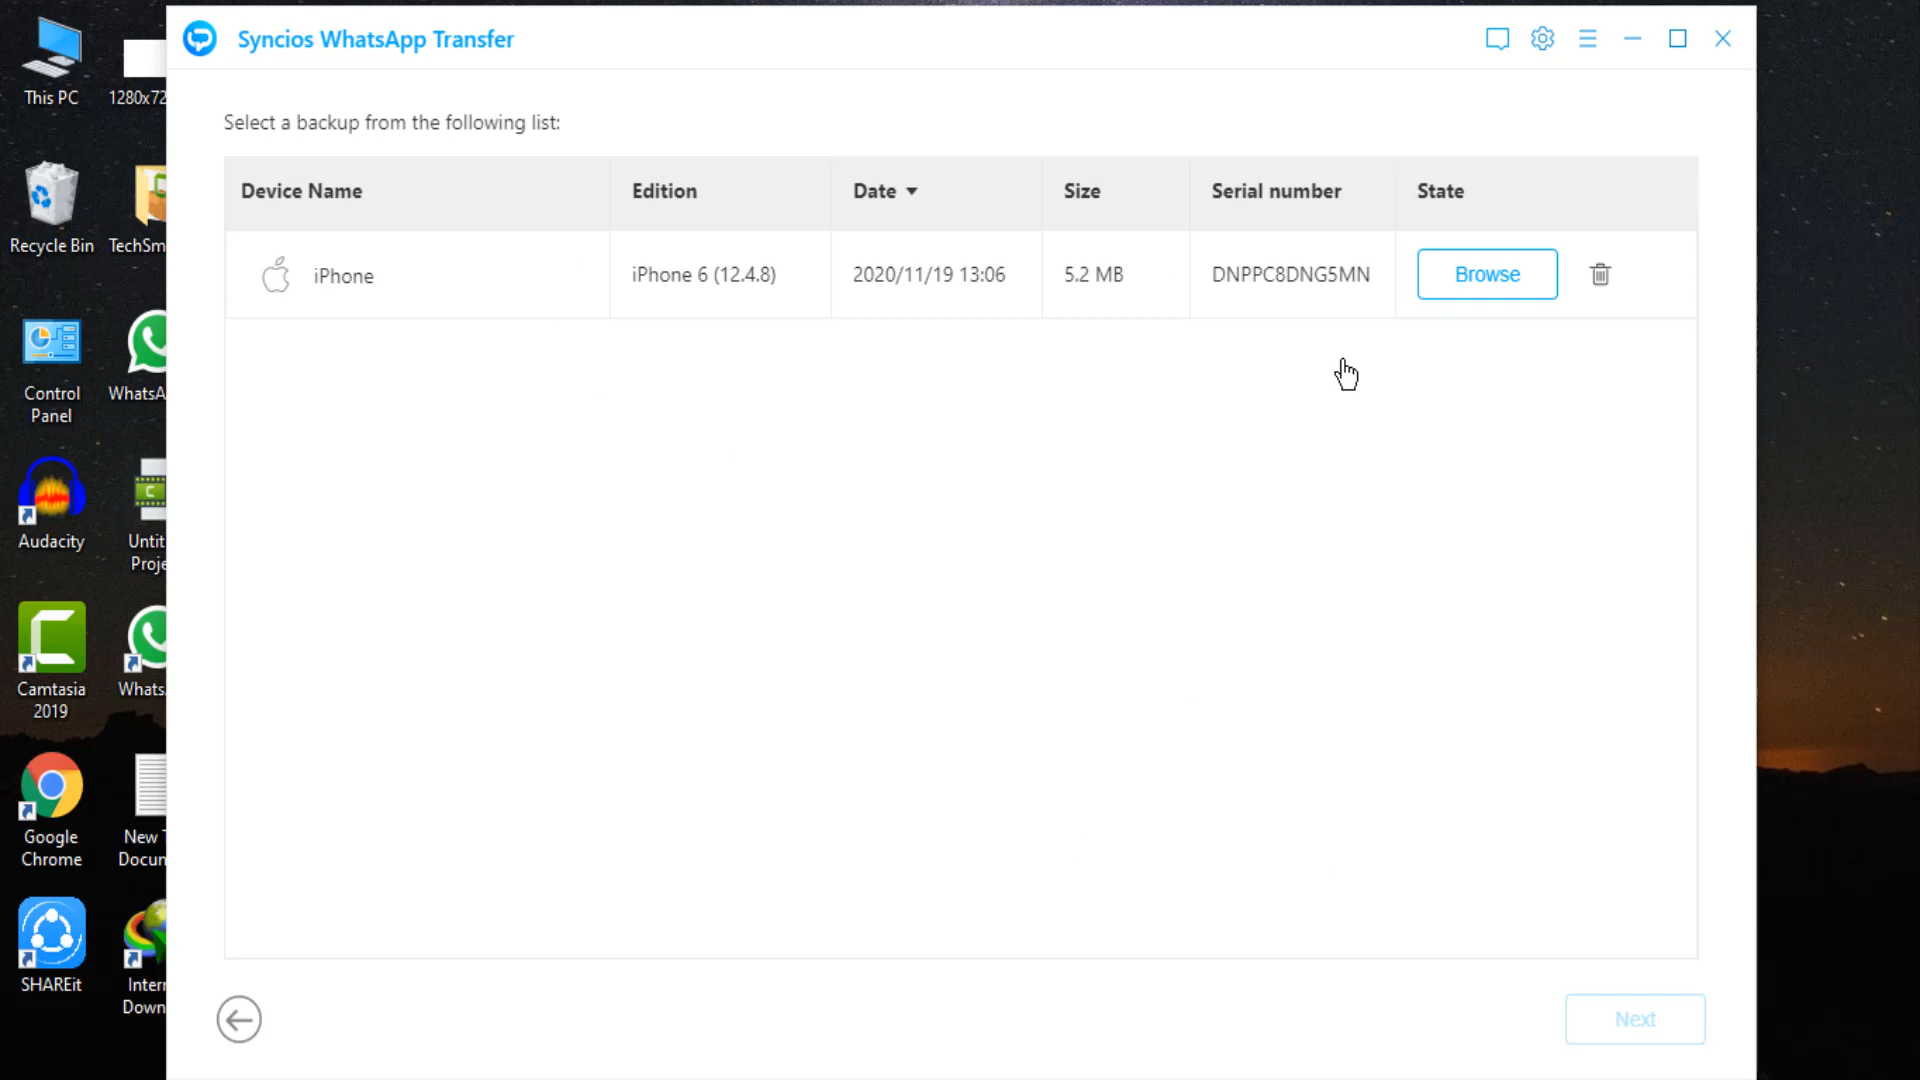 Syncios WhatsApp Transfer
Select a backup from the following list:
Device Name Edition Date Size Serial number State
iPhone iPhone 6 (12.4.8) 2020/11/19 13:06 5.2 MB DNPPC8DNG5MN Browse
Next
This PC
1280x72
Recycle Bin
TechSm
Control
Panel
WhatsA
Audacity
Untit
Proje
Camtasia
2019
Whats
Google
Chrome
New
Docun
SHAREit
Inter
Down